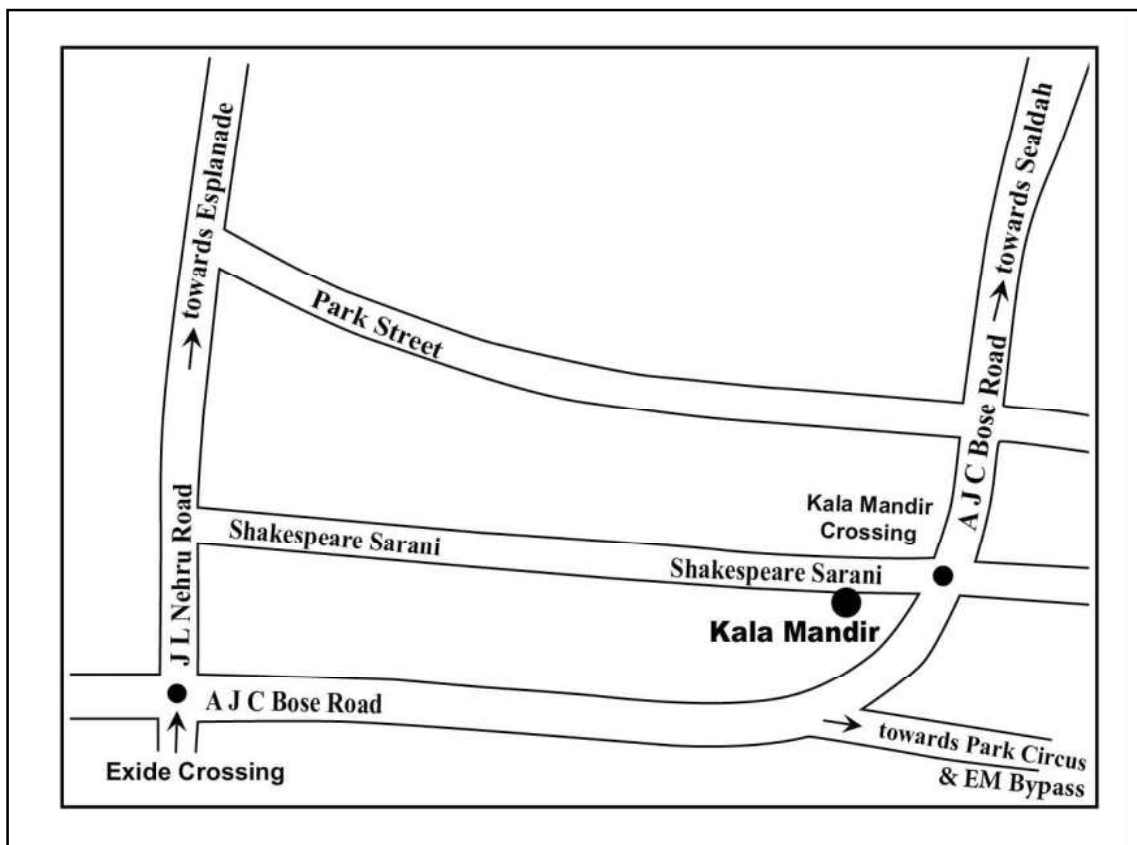 towards Esplanade
towards Sealdah
Park Street
A J C Bose Road
Kala Mandir
Crossing
J L Nehru Road
Shakespeare Sarani
Shakespeare Sarani
Kala Mandir
A J C Bose Road
towards Park Circus
& EM Bypass
Exide Crossing